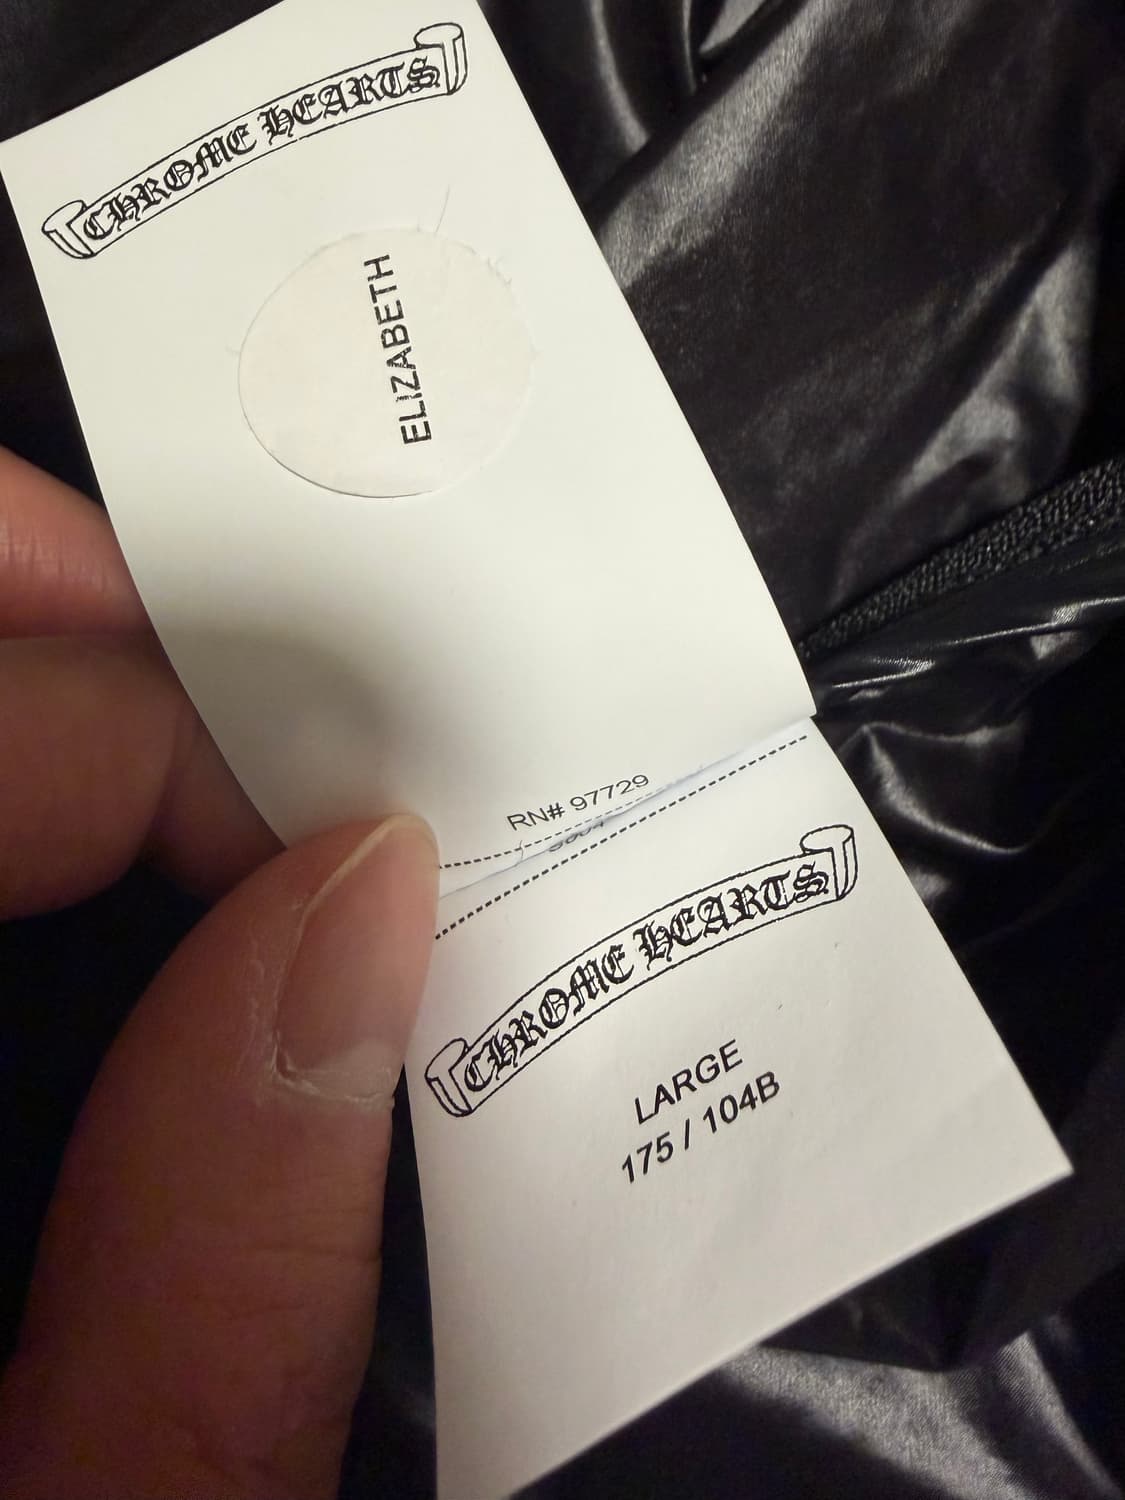 CHROME HEARTS
ELIZABETH
RN# 97729
CHROME HEARTS
LARGE
175 / 104B